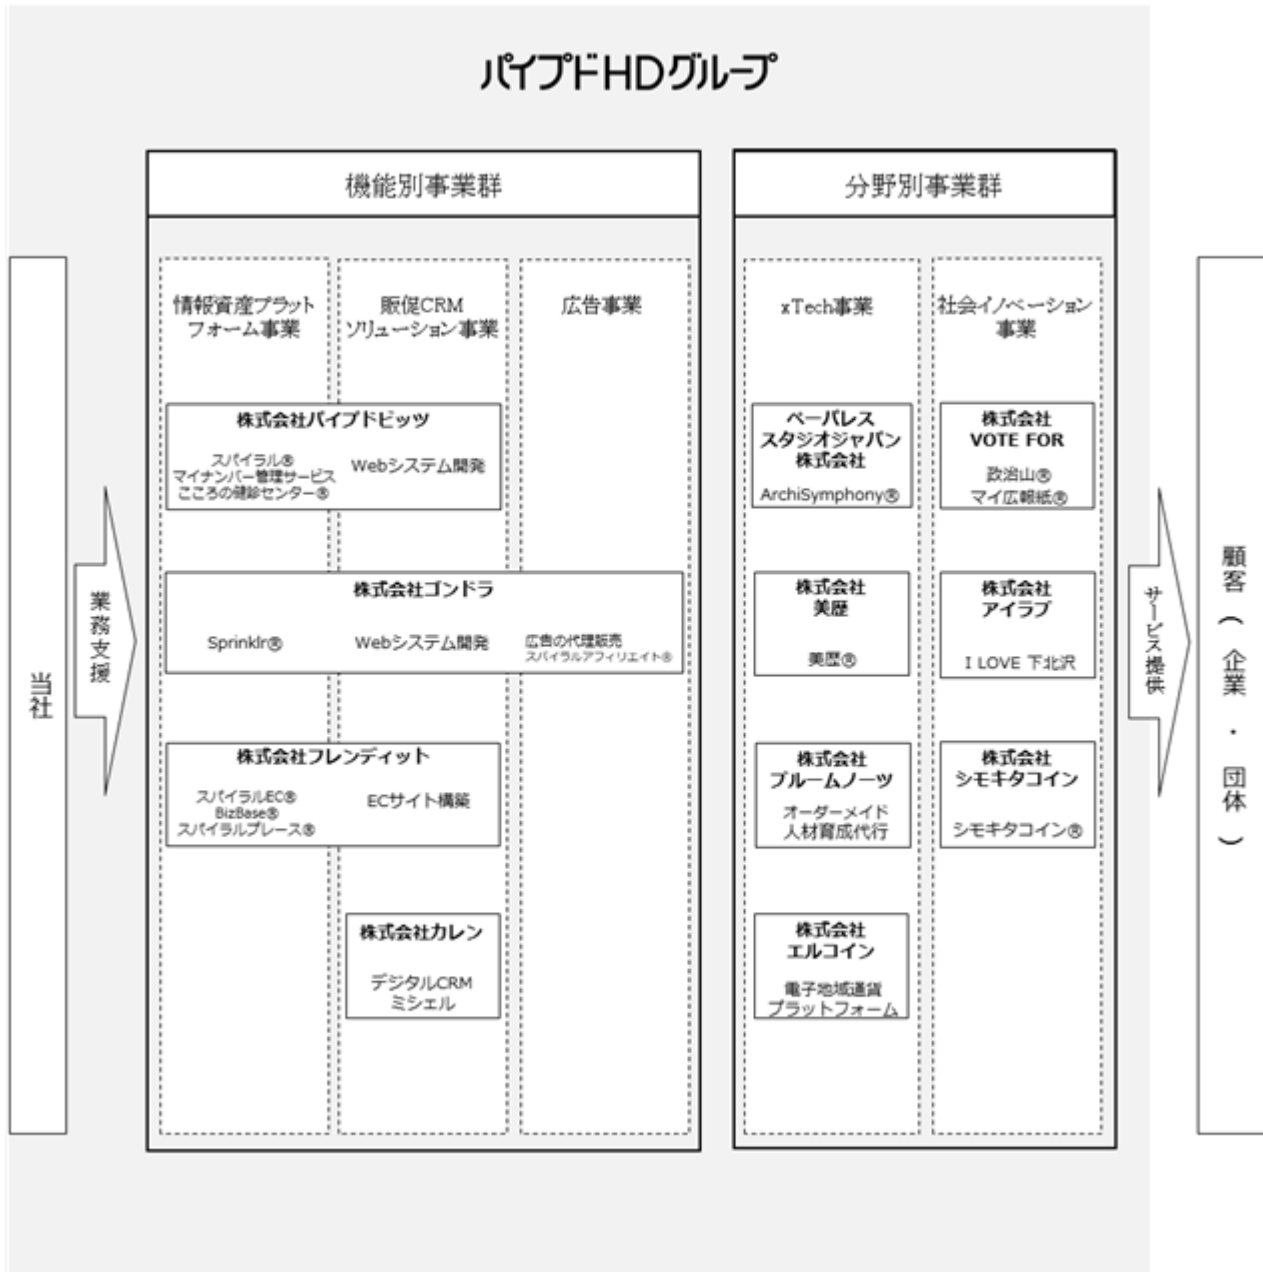 パイプドHDグループ
機能別事業群
分野別事業群
情報資産プラット
フォーム事業
販促CRM
ソリューション事業
広告事業
xTech事業
社会イノベーション
事業
当社
業務支援
株式会社パイプドビッツ
スパイラル®
マイナンバー管理サービス
こころの健診センター®
Webシステム開発
株式会社ゴンドラ
Sprinklr®
Webシステム開発
広告の代理販売
スパイラルアフィリエイト®
株式会社フレンディット
スパイラルEC®
BizBase®
スパイラルプレース®
ECサイト構築
株式会社カレン
デジタルCRM
ミシェル
ペーパレス
スタジオジャパン
株式会社
ArchiSymphony®
株式会社
美歴
美歴®
株式会社
ブルームノーツ
オーダーメイド
人材育成代行
株式会社
エルコイン
電子地域通貨
プラットフォーム
株式会社
VOTE FOR
政治山®
マイ広報紙®
株式会社
アイラブ
I LOVE 下北沢
株式会社
シモキタコイン
シモキタコイン®
サービス提供
顧客(企業・団体)